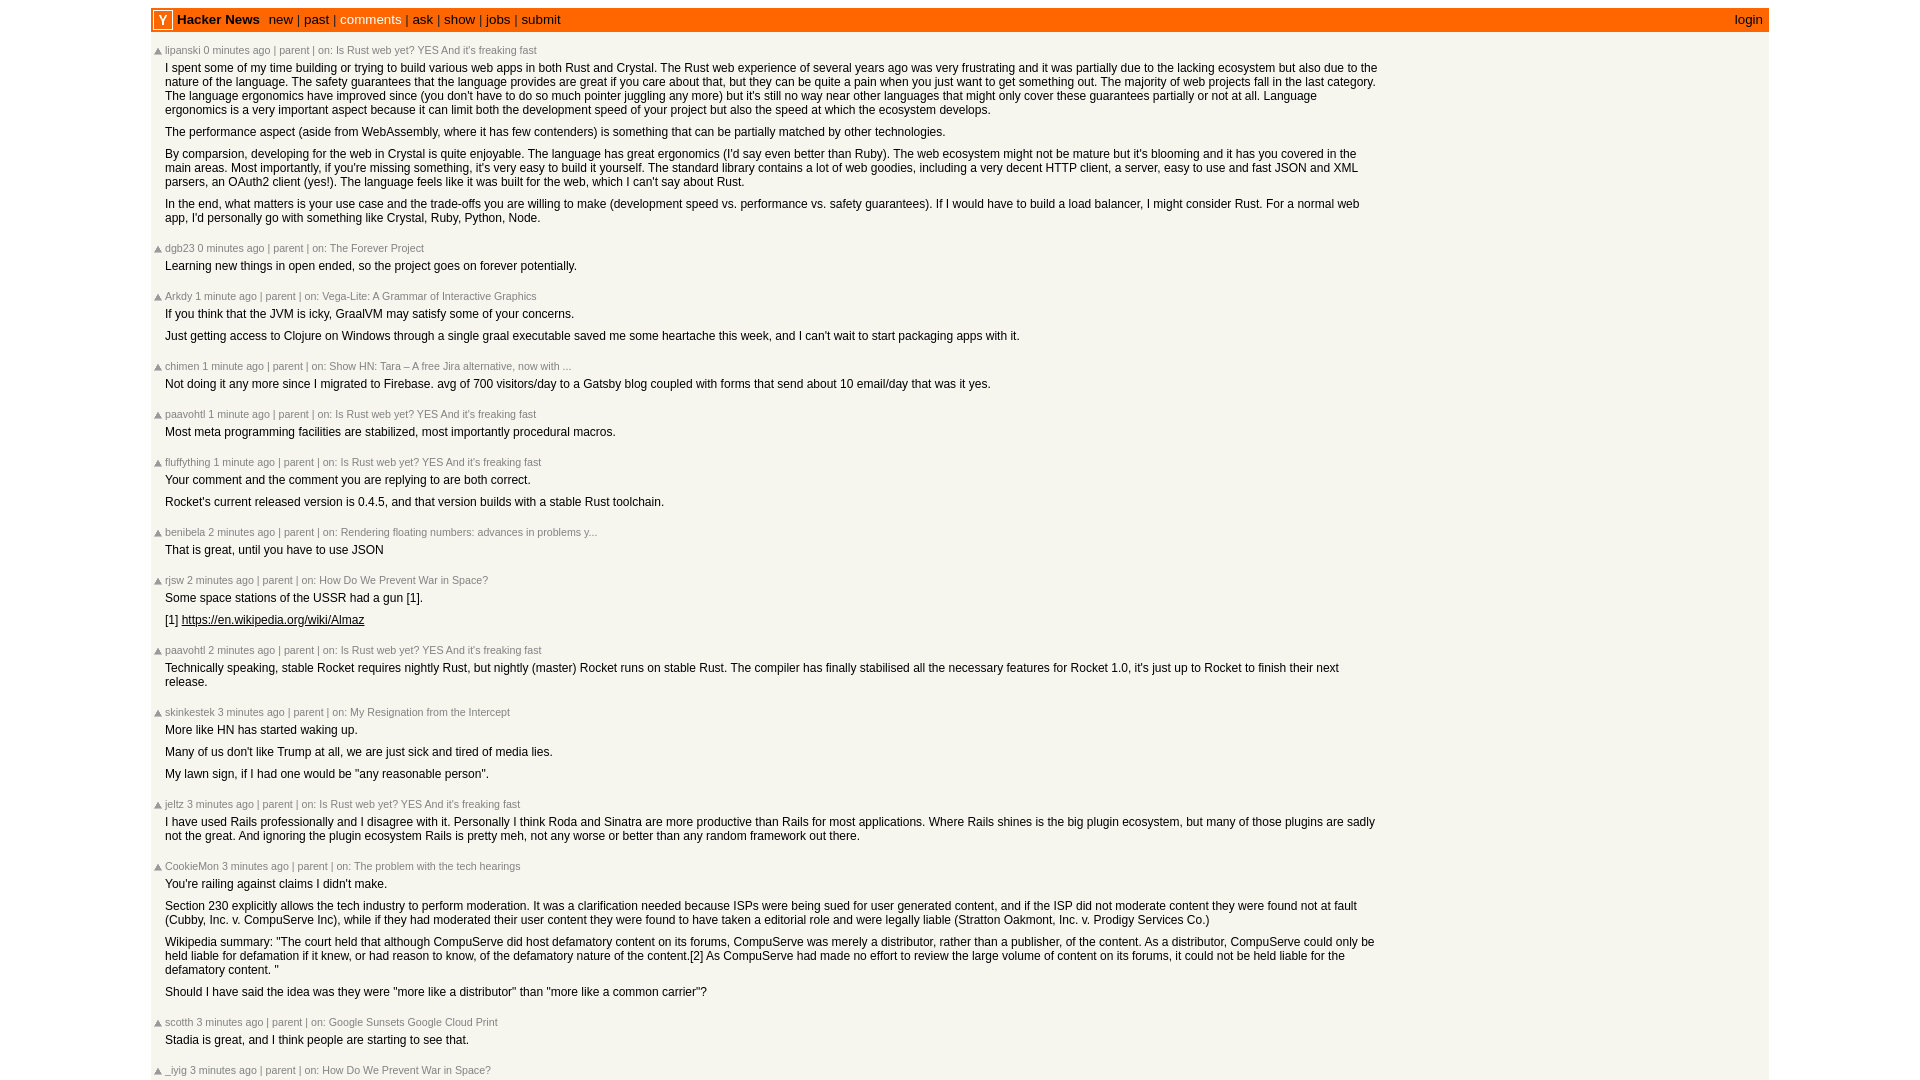 Y Hacker News new | past | comments | ask | show | jobs | submit login
lipanski 0 minutes ago | parent | on: Is Rust web yet? YES And it's freaking fast
I spent some of my time building or trying to build various web apps in both Rust and Crystal. The Rust web experience of several years ago was very frustrating and it was partially due to the lacking ecosystem but also due to the
nature of the language. The safety guarantees that the language provides are great if you care about that, but they can be quite a pain when you just want to get something out. The majority of web projects fall in the last category.
The language ergonomics have improved since (you don't have to do so much pointer juggling any more) but it's still no way near other languages that might only cover these guarantees partially or not at all. Language
ergonomics is a very important aspect because it can limit both the development speed of your project but also the speed at which the ecosystem develops.
The performance aspect (aside from WebAssembly, where it has few contenders) is something that can be partially matched by other technologies.
By comparsion, developing for the web in Crystal is quite enjoyable. The language has great ergonomics (I'd say even better than Ruby). The web ecosystem might not be mature but it's blooming and it has you covered in the
main areas. Most importantly, if you're missing something, it's very easy to build it yourself. The standard library contains a lot of web goodies, including a very decent HTTP client, a server, easy to use and fast JSON and XML
parsers, an OAuth2 client (yes!). The language feels like it was built for the web, which I can't say about Rust.
In the end, what matters is your use case and the trade-offs you are willing to make (development speed vs. performance vs. safety guarantees). If I would have to build a load balancer, I might consider Rust. For a normal web
app, I'd personally go with something like Crystal, Ruby, Python, Node.
dgb23 0 minutes ago | parent | on: The Forever Project
Learning new things in open ended, so the project goes on forever potentially.
Arkdy 1 minute ago | parent | on: Vega-Lite: A Grammar of Interactive Graphics
If you think that the JVM is icky, GraalVM may satisfy some of your concerns.
Just getting access to Clojure on Windows through a single graal executable saved me some heartache this week, and I can't wait to start packaging apps with it.
chimen 1 minute ago | parent | on: Show HN: Tara – A free Jira alternative, now with ...
Not doing it any more since I migrated to Firebase. avg of 700 visitors/day to a Gatsby blog coupled with forms that send about 10 email/day that was it yes.
paavohtl 1 minute ago | parent | on: Is Rust web yet? YES And it's freaking fast
Most meta programming facilities are stabilized, most importantly procedural macros.
fluffything 1 minute ago | parent | on: Is Rust web yet? YES And it's freaking fast
Your comment and the comment you are replying to are both correct.
Rocket's current released version is 0.4.5, and that version builds with a stable Rust toolchain.
benibela 2 minutes ago | parent | on: Rendering floating numbers: advances in problems y...
That is great, until you have to use JSON
rjsw 2 minutes ago | parent | on: How Do We Prevent War in Space?
Some space stations of the USSR had a gun [1].
[1] https://en.wikipedia.org/wiki/Almaz
paavohtl 2 minutes ago | parent | on: Is Rust web yet? YES And it's freaking fast
Technically speaking, stable Rocket requires nightly Rust, but nightly (master) Rocket runs on stable Rust. The compiler has finally stabilised all the necessary features for Rocket 1.0, it's just up to Rocket to finish their next
release.
skinkestek 3 minutes ago | parent | on: My Resignation from the Intercept
More like HN has started waking up.
Many of us don't like Trump at all, we are just sick and tired of media lies.
My lawn sign, if I had one would be "any reasonable person".
jeltz 3 minutes ago | parent | on: Is Rust web yet? YES And it's freaking fast
I have used Rails professionally and I disagree with it. Personally I think Roda and Sinatra are more productive than Rails for most applications. Where Rails shines is the big plugin ecosystem, but many of those plugins are sadly
not the great. And ignoring the plugin ecosystem Rails is pretty meh, not any worse or better than any random framework out there.
CookieMon 3 minutes ago | parent | on: The problem with the tech hearings
You're railing against claims I didn't make.
Section 230 explicitly allows the tech industry to perform moderation. It was a clarification needed because ISPs were being sued for user generated content, and if the ISP did not moderate content they were found not at fault
(Cubby, Inc. v. CompuServe Inc), while if they had moderated their user content they were found to have taken a editorial role and were legally liable (Stratton Oakmont, Inc. v. Prodigy Services Co.)
Wikipedia summary: "The court held that although CompuServe did host defamatory content on its forums, CompuServe was merely a distributor, rather than a publisher, of the content. As a distributor, CompuServe could only be
held liable for defamation if it knew, or had reason to know, of the defamatory nature of the content.[2] As CompuServe had made no effort to review the large volume of content on its forums, it could not be held liable for the
defamatory content. "
Should I have said the idea was they were "more like a distributor" than "more like a common carrier"?
scotth 3 minutes ago | parent | on: Google Sunsets Google Cloud Print
Stadia is great, and I think people are starting to see that.
_iyig 3 minutes ago | parent | on: How Do We Prevent War in Space?